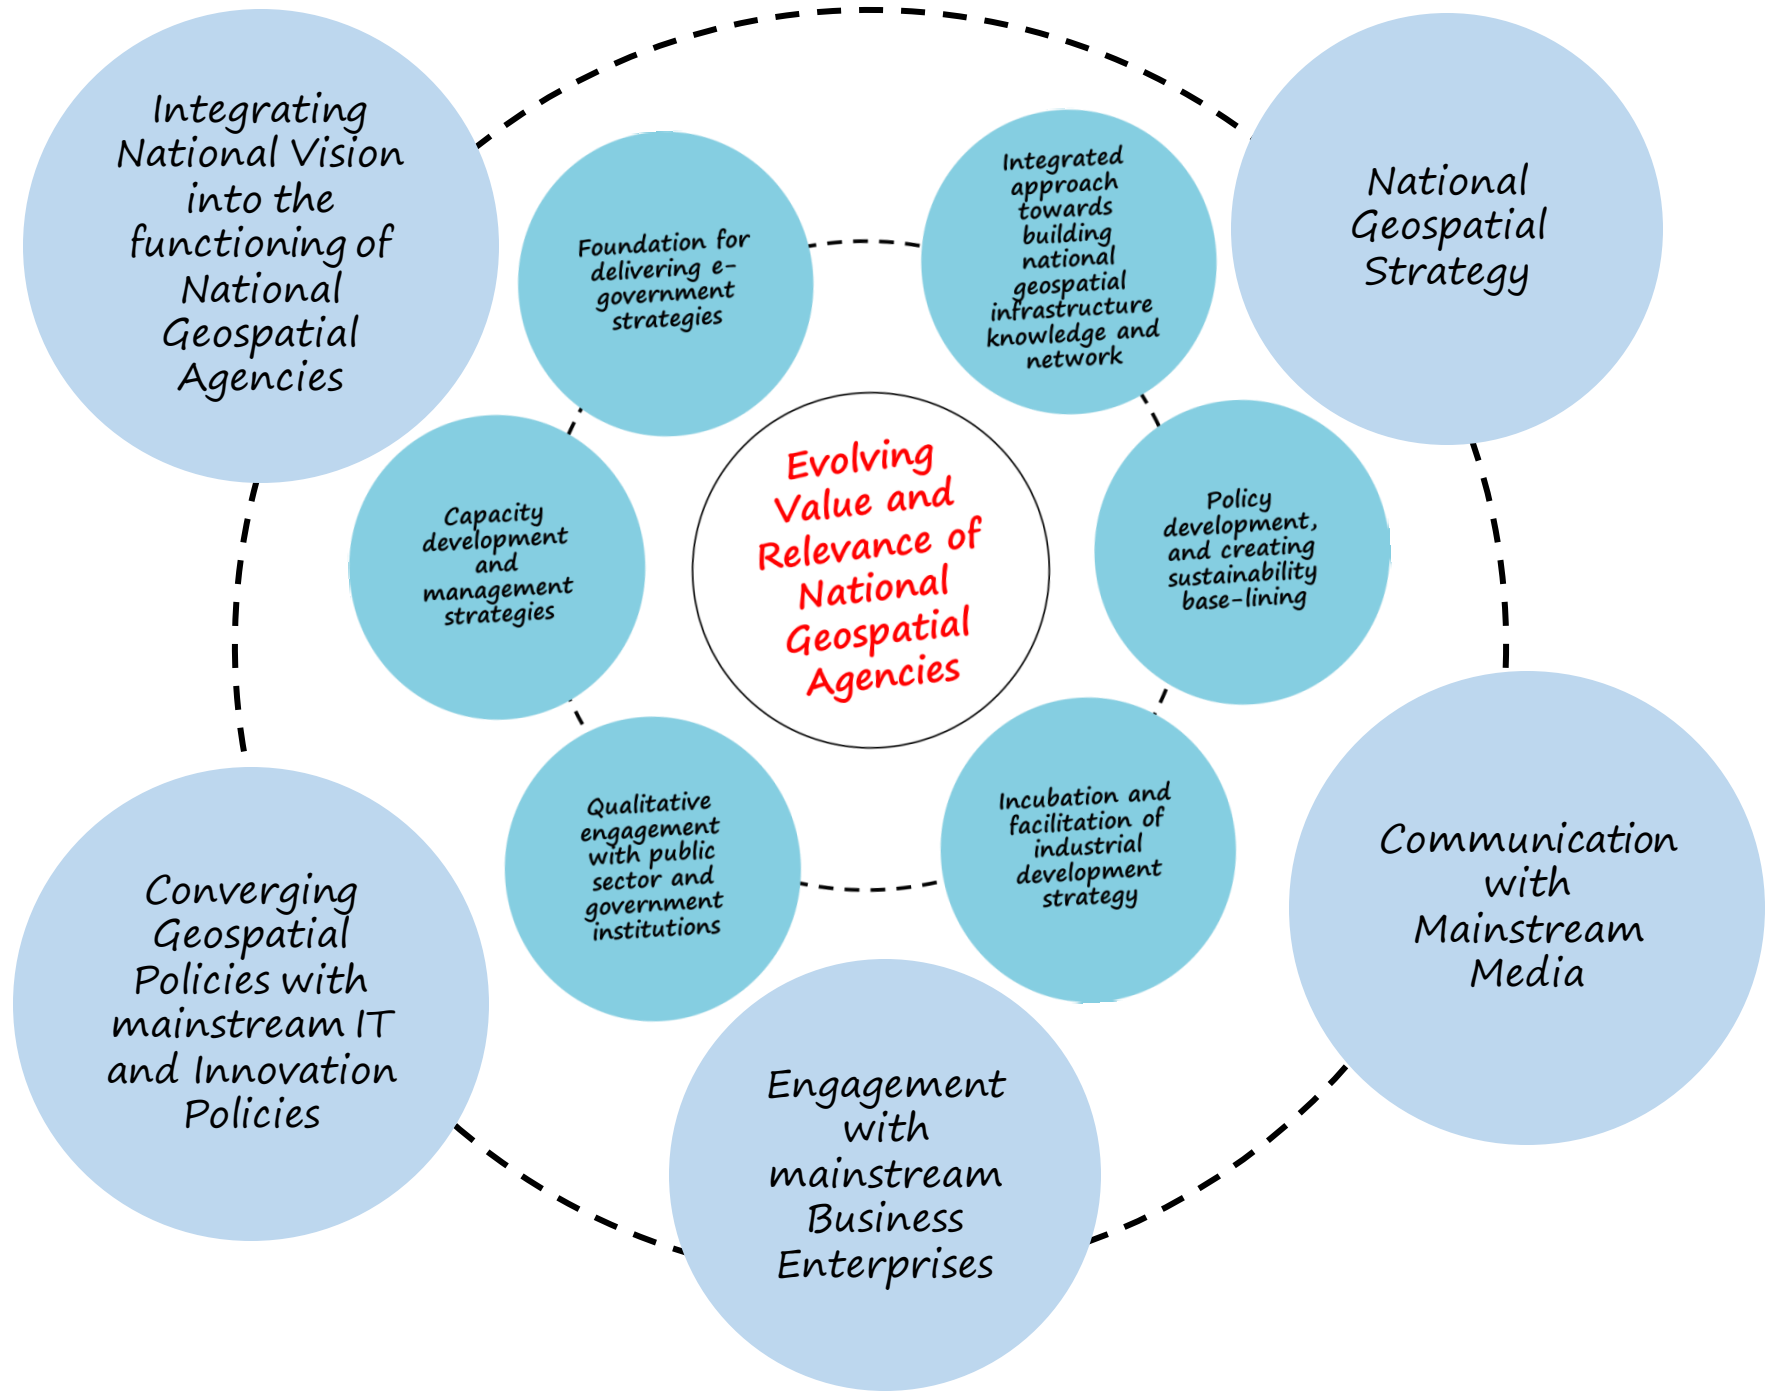 Integrating
National Vision
into the
functioning of
National
Geospatial
Agencies
Foundation for
delivering e-
government
strategies
Integrated
approach
towards
building
national
geospatial
infrastructure
knowledge and
network
National
Geospatial
Strategy
Capacity
development
and
management
strategies
Evolving
Value and
Relevance of
National
Geospatial
Agencies
Policy
development,
and creating
sustainability
base-lining
Qualitative
engagement
with public
sector and
government
institutions
Incubation and
facilitation of
industrial
development
strategy
Converging
Geospatial
Policies with
mainstream IT
and Innovation
Policies
Engagement
with
mainstream
Business
Enterprises
Communication
with
Mainstream
Media